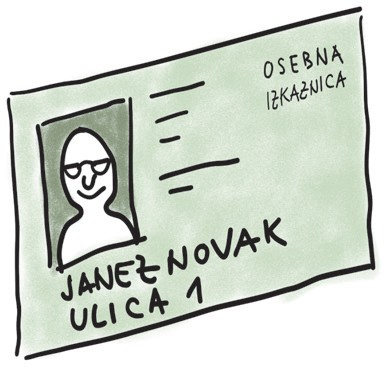 OSEBNA
IZKAZNICA
JANEZ NOVAK
ULICA 1